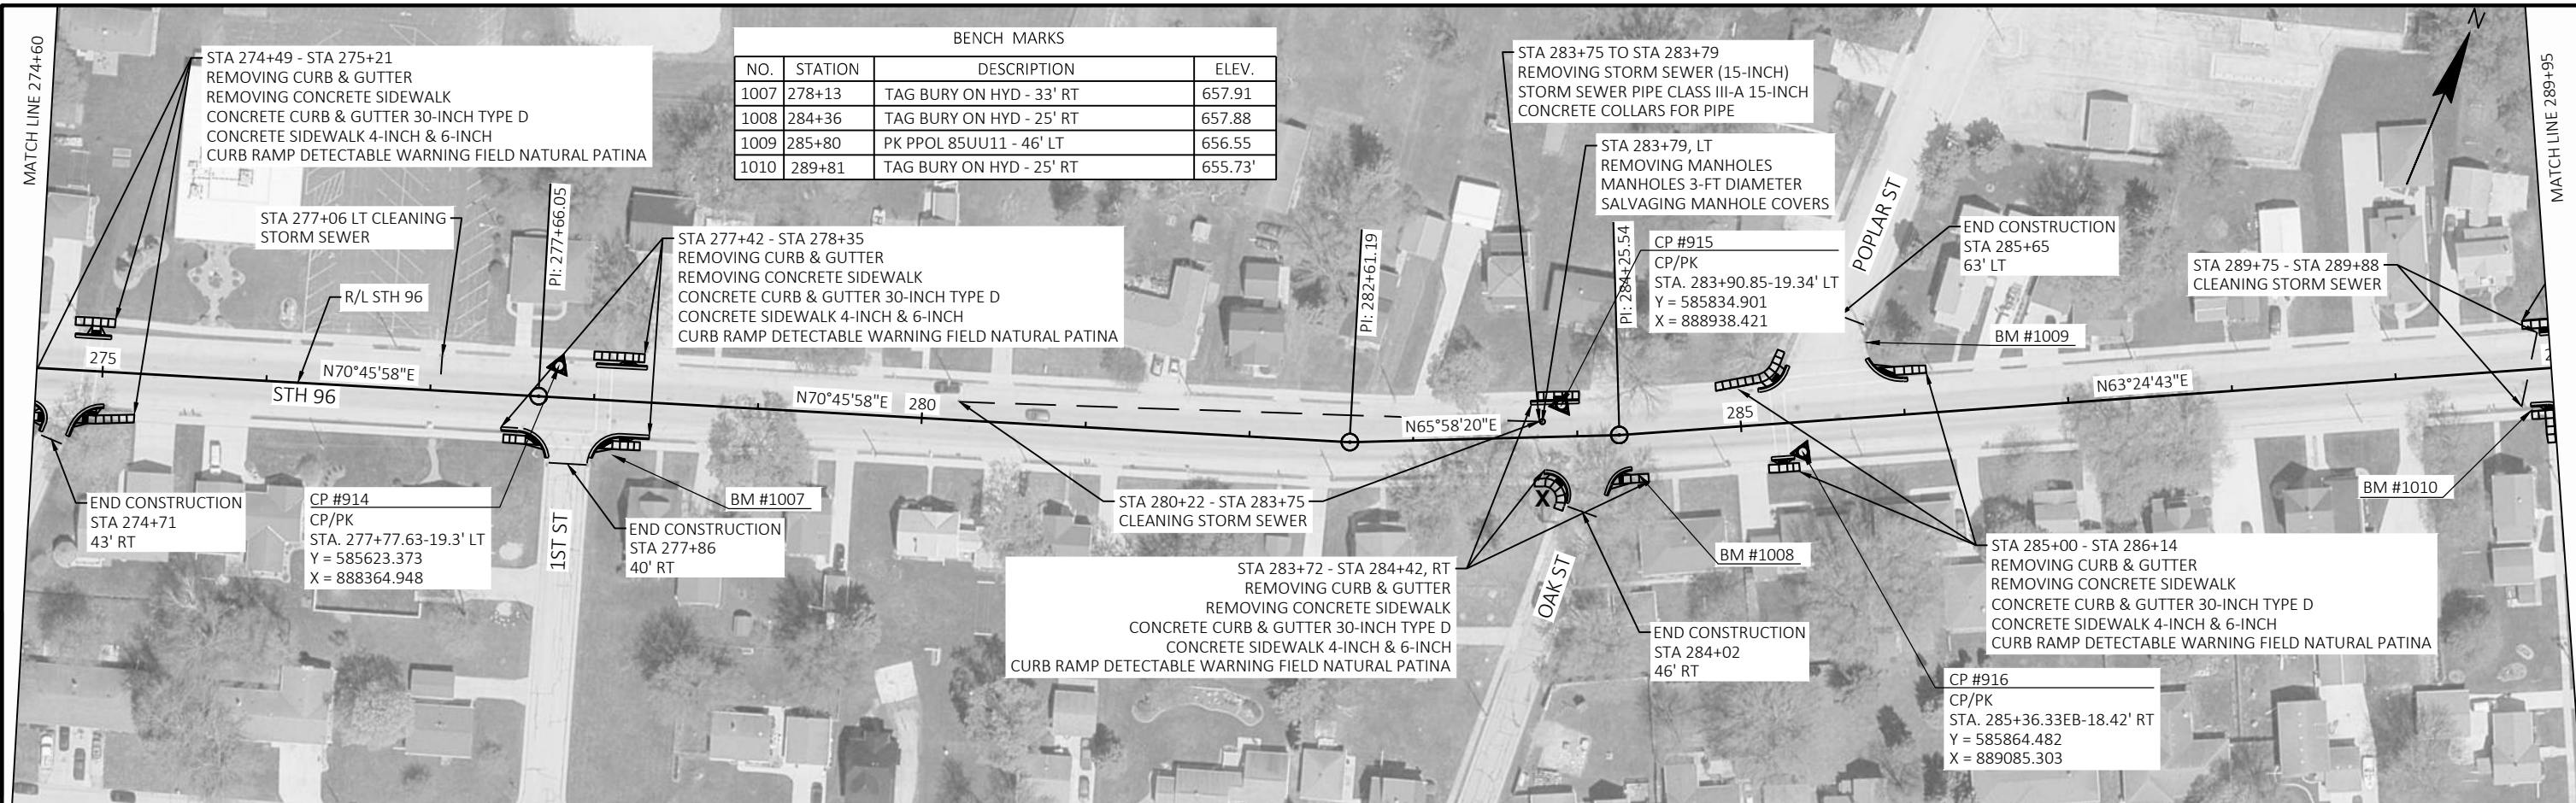 MATCH LINE 274+60
STA 274+49 - STA 275+21
REMOVING CURB & GUTTER
REMOVING CONCRETE SIDEWALK
CONCRETE CURB & GUTTER 30-INCH TYPE D
CONCRETE SIDEWALK 4-INCH & 6-INCH
CURB RAMP DETECTABLE WARNING FIELD NATURAL PATINA
BENCH MARKS
NO. STATION DESCRIPTION ELEV.
1007 278+13 TAG BURY ON HYD - 33' RT 657.91
1008 284+36 TAG BURY ON HYD - 25' RT 657.88
1009 285+80 PK PPOL 85UU11 - 46' LT 656.55
1010 289+81 TAG BURY ON HYD - 25' RT 655.73'
STA 283+75 TO STA 283+79
REMOVING STORM SEWER (15-INCH)
STORM SEWER PIPE CLASS III-A 15-INCH
CONCRETE COLLARS FOR PIPE
STA 283+79, LT
REMOVING MANHOLES
MANHOLES 3-FT DIAMETER
SALVAGING MANHOLE COVERS
N
MATCH LINE 289+95
STA 277+06 LT CLEANING
STORM SEWER
R/L STH 96
PI: 277+66.05
STA 277+42 - STA 278+35
REMOVING CURB & GUTTER
REMOVING CONCRETE SIDEWALK
CONCRETE CURB & GUTTER 30-INCH TYPE D
CONCRETE SIDEWALK 4-INCH & 6-INCH
CURB RAMP DETECTABLE WARNING FIELD NATURAL PATINA
PI: 282+61.19
PI: 284+25.54
CP #915
CP/PK
STA. 283+90.85-19.34' LT
Y = 585834.901
X = 888938.421
POPLAR ST
END CONSTRUCTION
STA 285+65
63' LT
BM #1009
STA 289+75 - STA 289+88
CLEANING STORM SEWER
275
N70°45'58"E
STH 96
N70°45'58"E
280
N65°58'20"E
285
N63°24'43"E
2
END CONSTRUCTION
STA 274+71
43' RT
CP #914
CP/PK
STA. 277+77.63-19.3' LT
Y = 585623.373
X = 888364.948
1ST ST
BM #1007
END CONSTRUCTION
STA 277+86
40' RT
STA 280+22 - STA 283+75
CLEANING STORM SEWER
STA 283+72 - STA 284+42, RT
REMOVING CURB & GUTTER
REMOVING CONCRETE SIDEWALK
CONCRETE CURB & GUTTER 30-INCH TYPE D
CONCRETE SIDEWALK 4-INCH & 6-INCH
CURB RAMP DETECTABLE WARNING FIELD NATURAL PATINA
X
OAK ST
BM #1008
END CONSTRUCTION
STA 284+02
46' RT
BM #1010
STA 285+00 - STA 286+14
REMOVING CURB & GUTTER
REMOVING CONCRETE SIDEWALK
CONCRETE CURB & GUTTER 30-INCH TYPE D
CONCRETE SIDEWALK 4-INCH & 6-INCH
CURB RAMP DETECTABLE WARNING FIELD NATURAL PATINA
CP #916
CP/PK
STA. 285+36.33EB-18.42' RT
Y = 585864.482
X = 889085.303